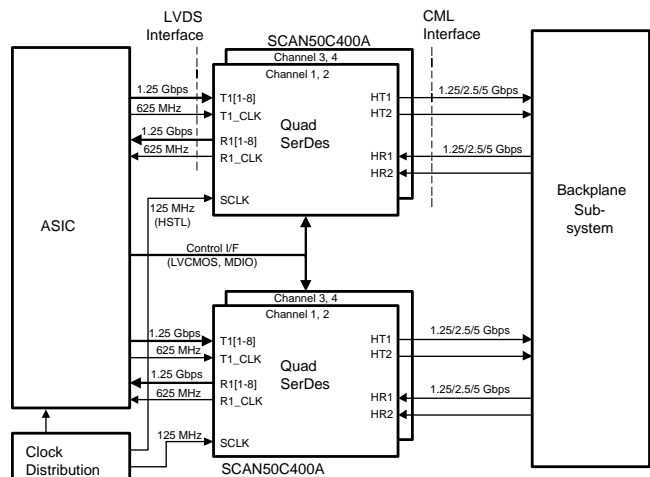 LVDS
Interface
SCAN50C400A
CML
Interface
Channel 3, 4
Channel 1, 2
1.25 Gbps
T1[1-8]
HT1
1.25/2.5/5 Gbps
625 MHz
T1_CLK
HT2
Quad
SerDes
1.25 Gbps
R1[1-8]
625 MHz
R1_CLK
HR1
1.25/2.5/5 Gbps
HR2
125 MHz
(HSTL)
SCLK
ASIC
Backplane
Sub-
system
Control I/F
(LVCMOS, MDIO)
Channel 3, 4
Channel 1, 2
1.25 Gbps
T1[1-8]
HT1
1.25/2.5/5 Gbps
625 MHz
T1_CLK
HT2
Quad
SerDes
1.25 Gbps
R1[1-8]
625 MHz
R1_CLK
HR1
1.25/2.5/5 Gbps
HR2
125 MHz
SCLK
Clock
Distribution
SCAN50C400A